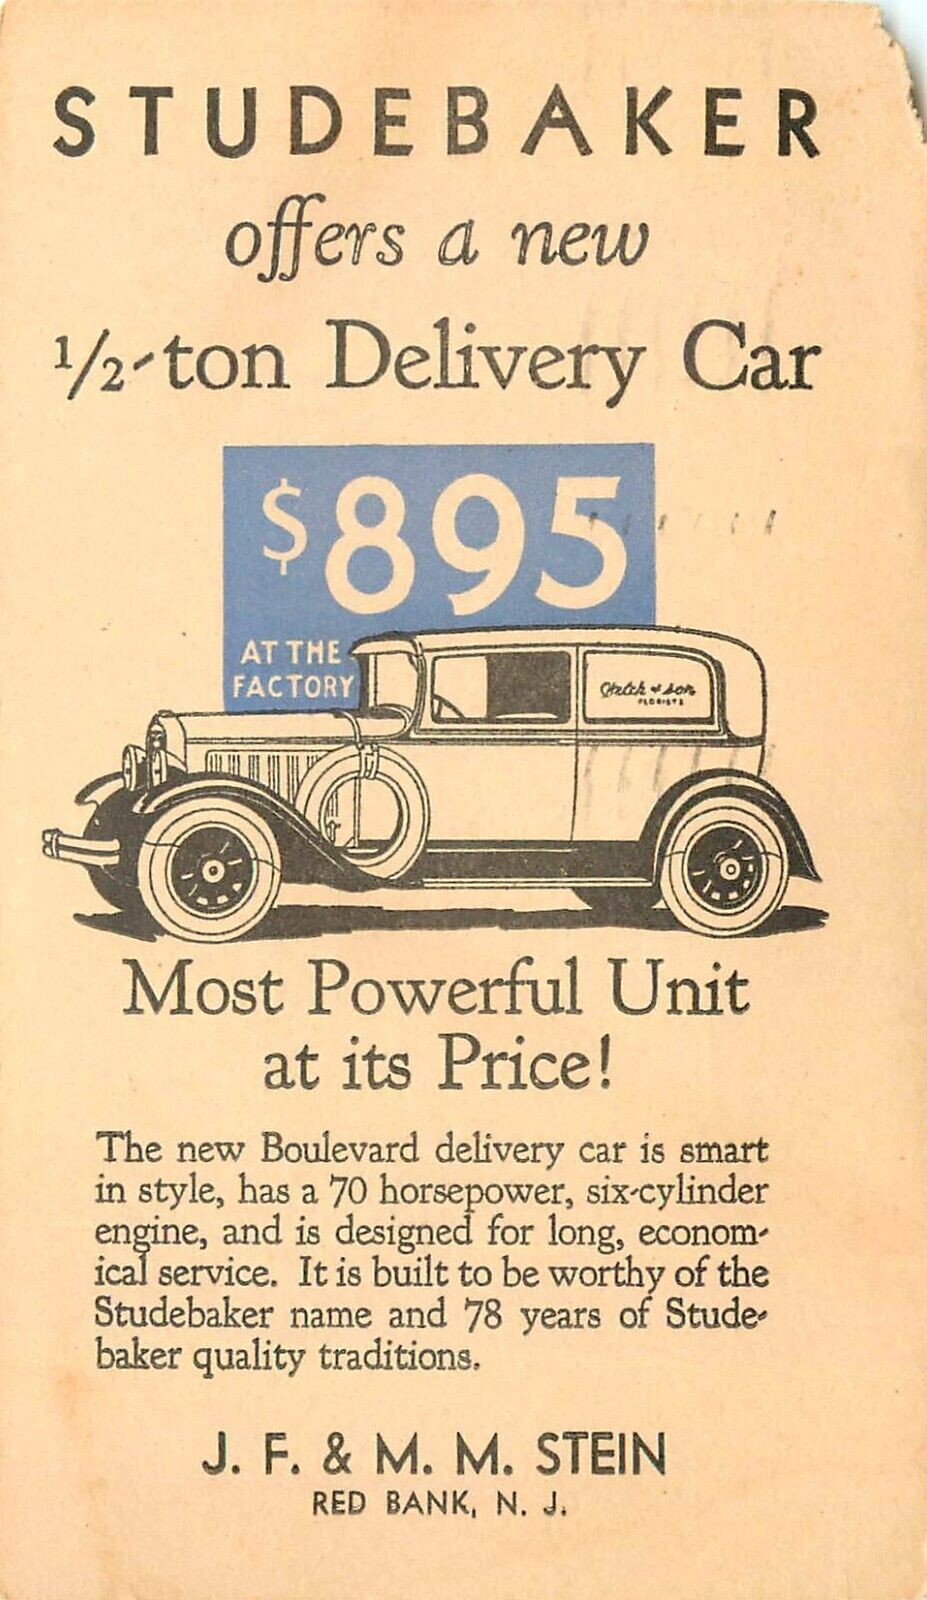 STUDEBAKER
offers a new
1/2-ton Delivery Car
$895
AT THE
FACTORY
& Son
FLORISTS
Most Powerful Unit
at its Price!
The new Boulevard delivery car is smart
in style, has a 70 horsepower, six-cylinder
engine, and is designed for long, econom-
ical service. It is built to be worthy of the
Studebaker name and 78 years of Stude-
baker quality traditions.
J. F. & M. M. STEIN
RED BANK, N. J.